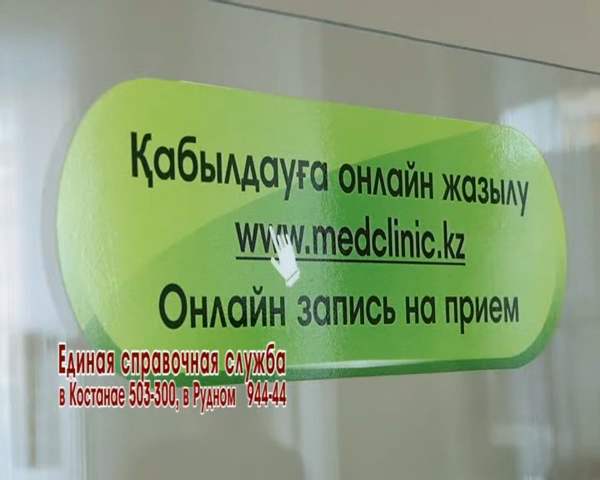 Қабылдауға онлайн жазылу
www.medclinic.kz
Онлайн запись на прием
Единая справочная служба
в Костанае 503-300, в Рудном 944-44